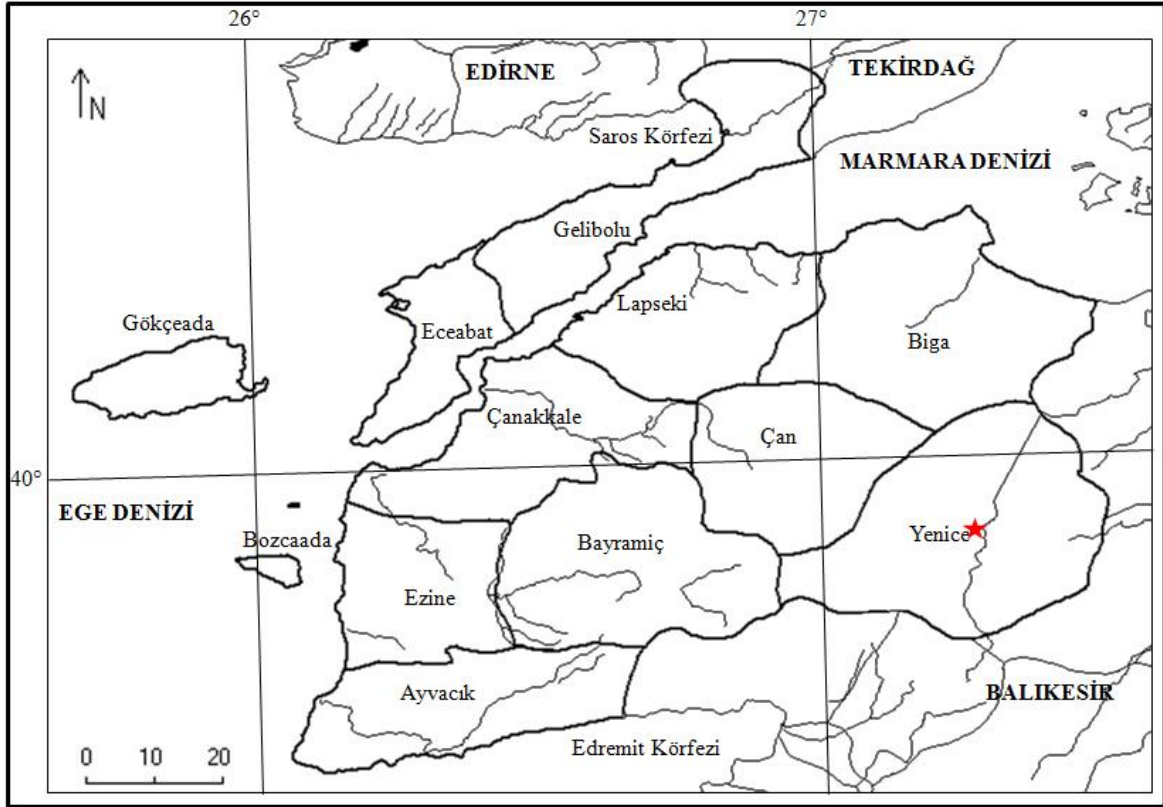 26°
27°
N
EDİRNE
TEKİRDAĞ
Saros Körfezi
MARMARA DENİZİ
Gelibolu
Lapseki
Gökçeada
Eceabat
Biga
Çanakkale
Çan
40°
EGE DENİZİ
Bozcaada
Bayramiç
Yenice
Ezine
Ayvacık
BALIKESİR
Edremit Körfezi
0 10 20